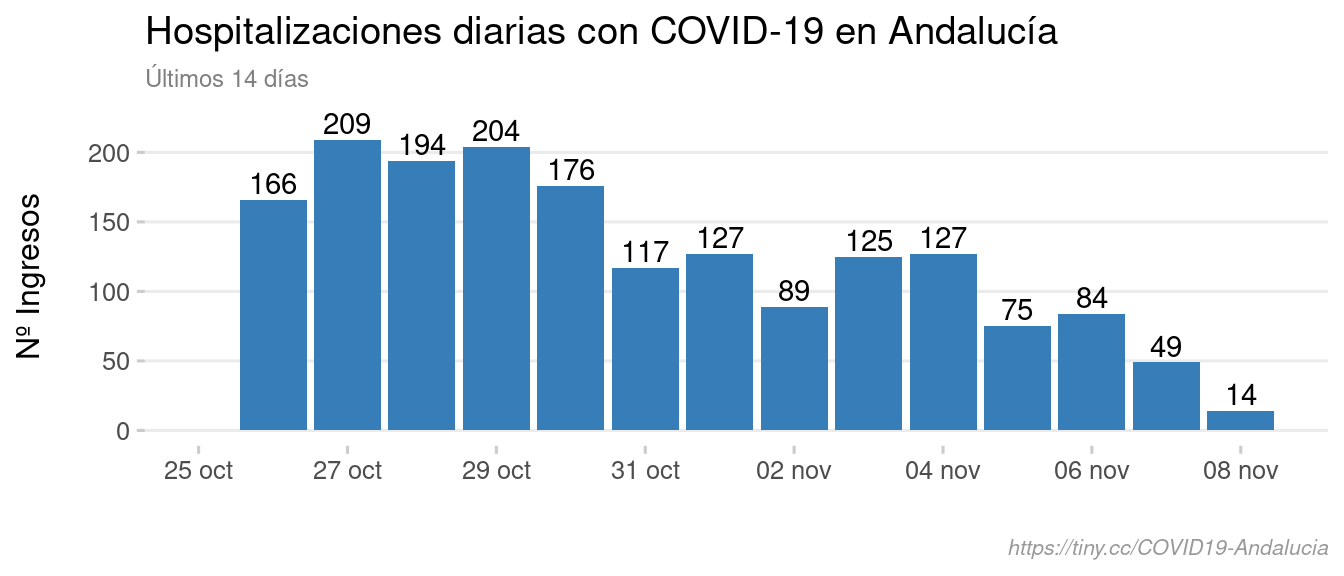 Hospitalizaciones diarias con COVID-19 en Andalucía
Últimos 14 días
Nº Ingresos
200
150
100
50
0
166
209
194
204
176
117
127
89
125
127
75
84
49
14
25 oct
27 oct
29 oct
31 oct
02 nov
04 nov
06 nov
08 nov
https://tiny.cc/COVID19-Andalucia